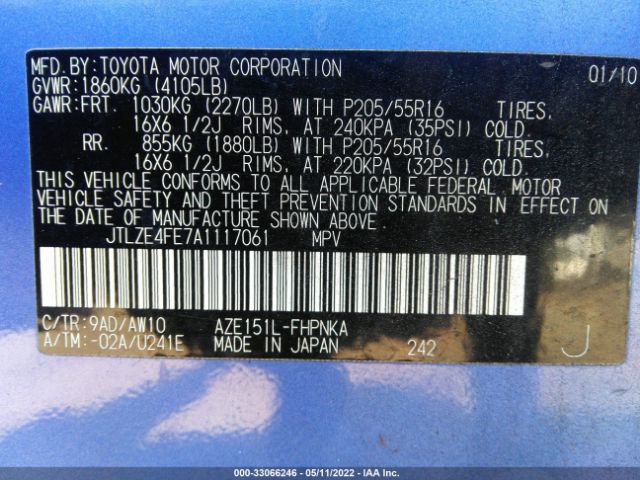 MFD.BY:TOYOTA MOTOR CORPORATION 01/10
GVWR:1860KG (4105LB)
GAWR:FRT. 1030KG (2270LB) WITH P205/55R16 TIRES,
16X6 1/2J RIMS, AT 240KPA (35PSI) COLD.
RR. 855KG (1880LB) WITH P205/55R16 TIRES,
16X6 1/2J RIMS, AT 220KPA (32PSI) COLD.
THIS VEHICLE CONFORMS TO ALL APPLICABLE FEDERAL MOTOR
VEHICLE SAFETY AND THEFT PREVENTION STANDARDS IN EFFECT ON
THE DATE OF MANUFACTURE SHOWN ABOVE.
JTLZE4FE7A1117061 MPV
C/TR:9AD/AW10 AZE151L-FHPNKA
A/TM:-02A/U241E MADE IN JAPAN 242 J
000-33066246 - 05/11/2022 - IAA Inc.